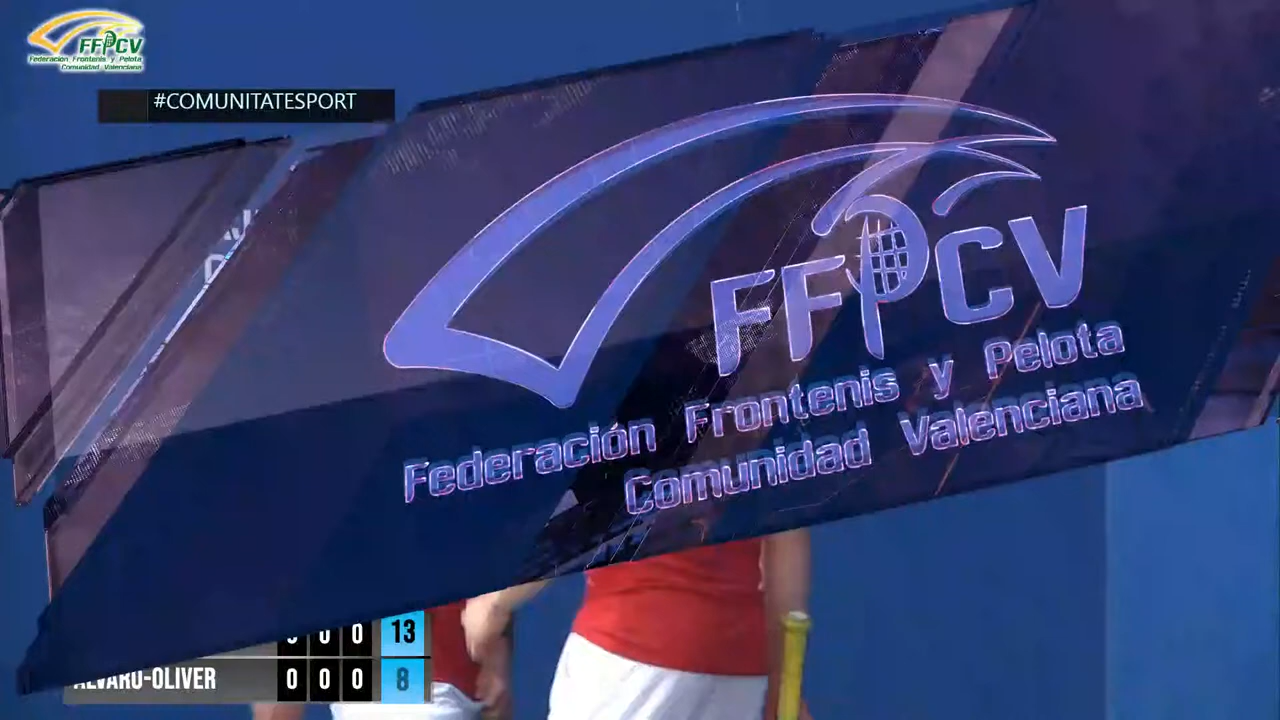 FFPCV
Federación Frontenis y Pelota
Comunidad Valenciana
#COMUNITATESPORT
FFPCV
Federación Frontenis y Pelota
Comunidad Valenciana
0 0 13
ALVARO-OLIVER 0 0 0 8